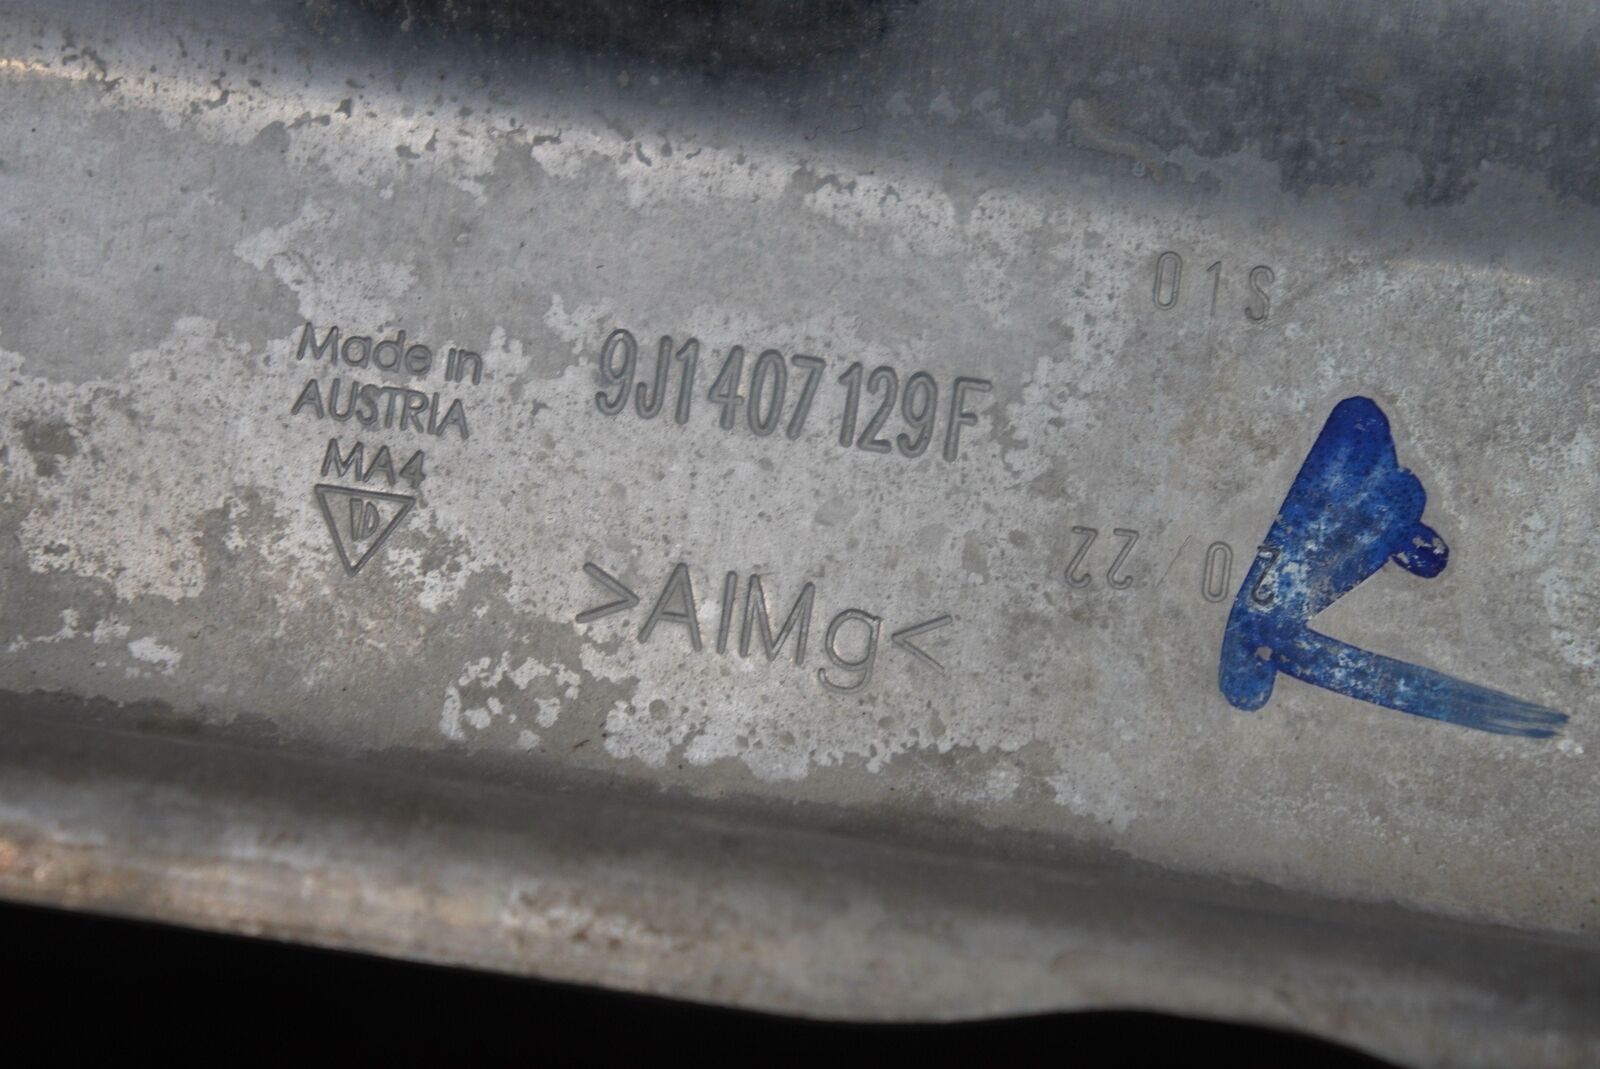 01S
Made in
AUSTRIA
MA4
9J1 407 129F
>AlMg<
20/22